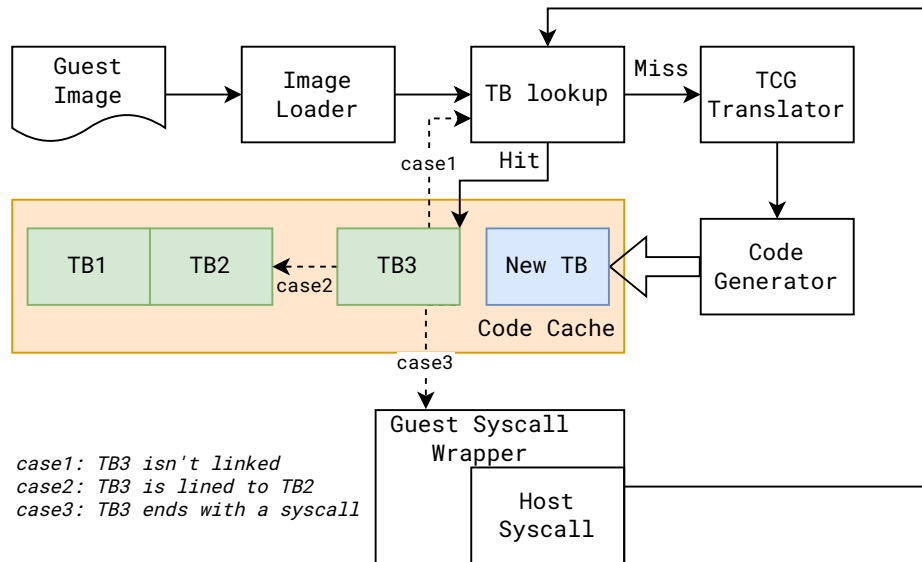 Guest
Image
Image
Loader
TB lookup
Miss
TCG
Translator
case1
Hit
TB1
TB2
case2
TB3
New TB
Code Cache
Code
Generator
case3
Guest Syscall
Wrapper
Host
Syscall
case1: TB3 isn't linked
case2: TB3 is lined to TB2
case3: TB3 ends with a syscall